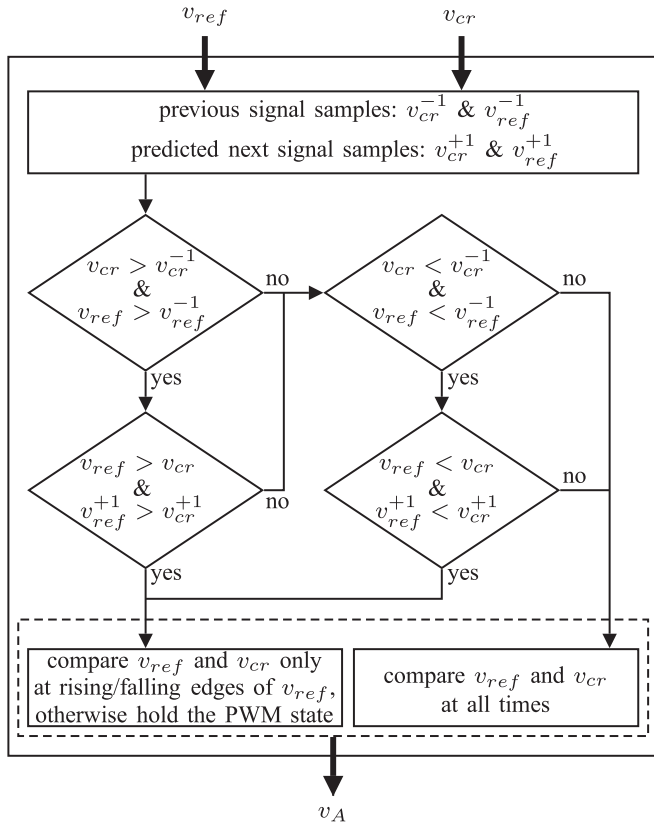 v_ref
v_cr
previous signal samples: v_cr^{-1} & v_ref^{-1}
predicted next signal samples: v_cr^{+1} & v_ref^{+1}
v_cr > v_cr^{-1}
&
v_ref > v_ref^{-1}
no
yes
v_cr < v_cr^{-1}
&
v_ref < v_ref^{-1}
no
yes
v_ref > v_cr
&
v_ref^{+1} > v_cr^{+1}
no
yes
v_ref < v_cr
&
v_ref^{+1} < v_cr^{+1}
no
yes
compare v_ref and v_cr only
at rising/falling edges of v_ref,
otherwise hold the PWM state
compare v_ref and v_cr
at all times
v_A